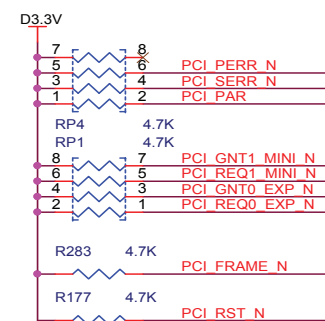 D3.3V
7 8
5 6 PCI_PERR_N
3 4 PCI_SERR_N
1 2 PCI_PAR
RP4 4.7K
RP1 4.7K
8 7 PCI_GNT1_MINI_N
6 5 PCI_REQ1_MINI_N
4 3 PCI_GNT0_EXP_N
2 1 PCI_REQ0_EXP_N
R283 4.7K
PCI_FRAME_N
R177 4.7K
PCI_RST_N